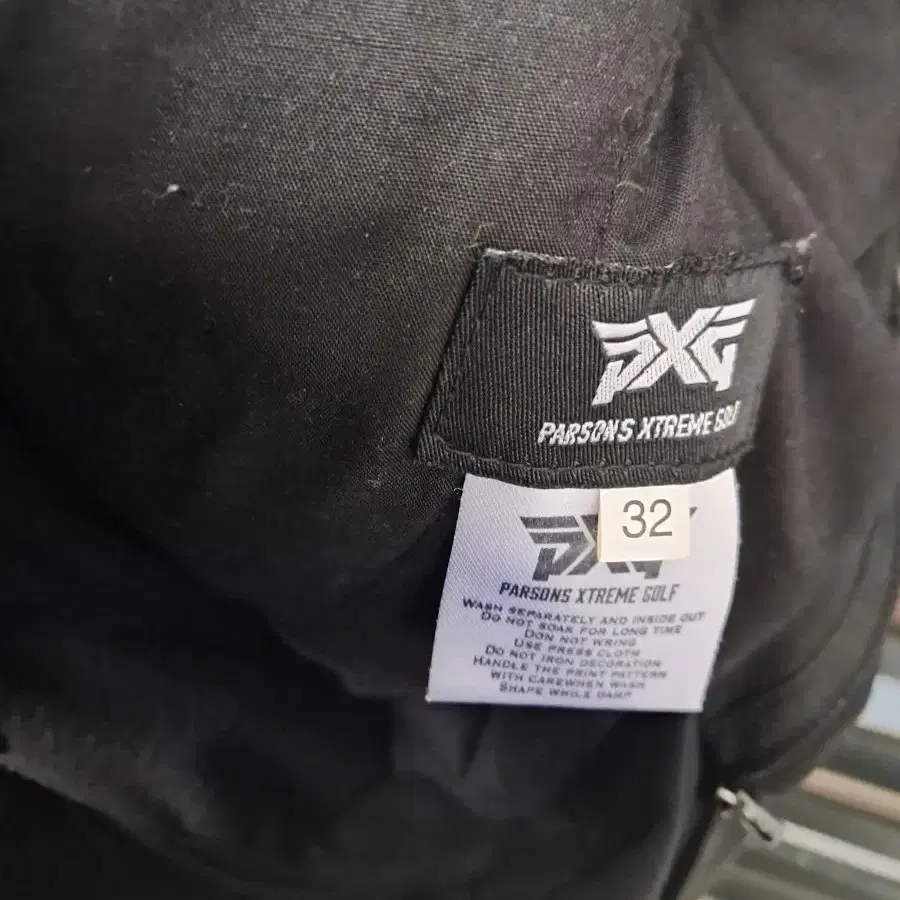 PXG
PARSONS XTREME GOLF
32
PXG
PARSONS XTREME GOLF
WASH SEPARATELY AND INSIDE OUT
DO NOT SOAK FOR LONG TIME
DON NOT WRING
USE PRESS CLOTH
DO NOT IRON DECORATION
HANDLE THE PRINT PATTERN
WITH CAREWHEN WASH
SHAPE WHILE DAMP